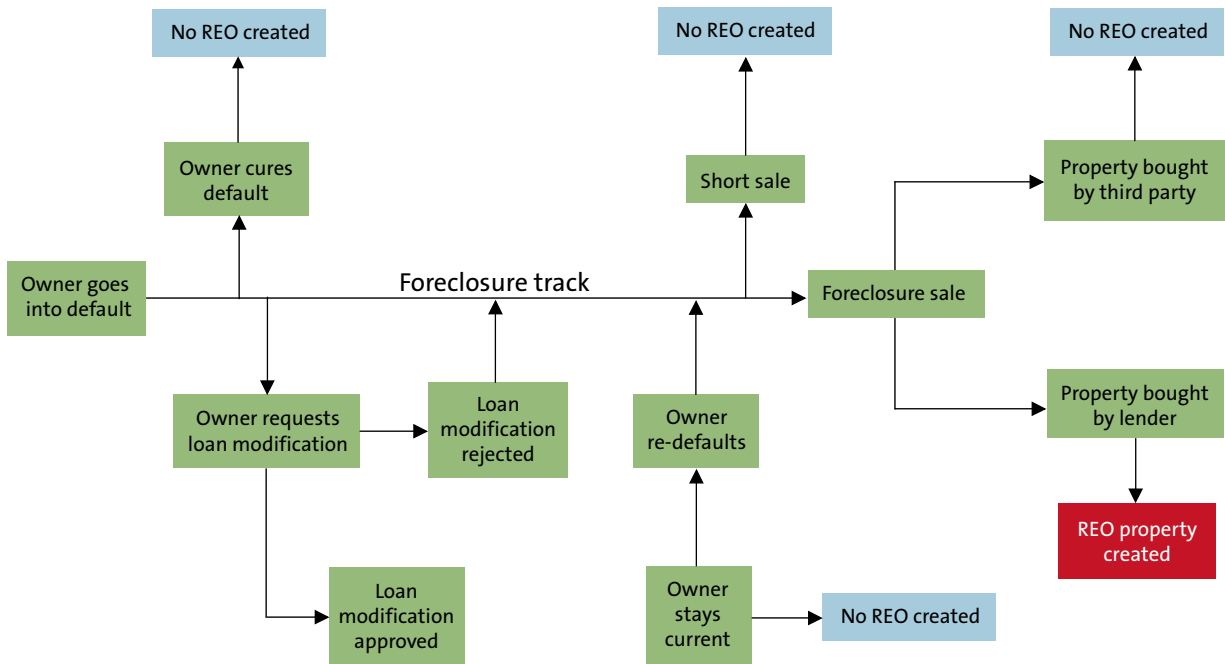 No REO created
No REO created
No REO created
Owner cures
default
Short sale
Property bought
by third party
Owner goes
into default
Foreclosure track
Foreclosure sale
Owner requests
loan modification
Loan
modification
rejected
Owner
re-defaults
Property bought
by lender
REO property
created
Loan
modification
approved
Owner
stays
current
No REO created